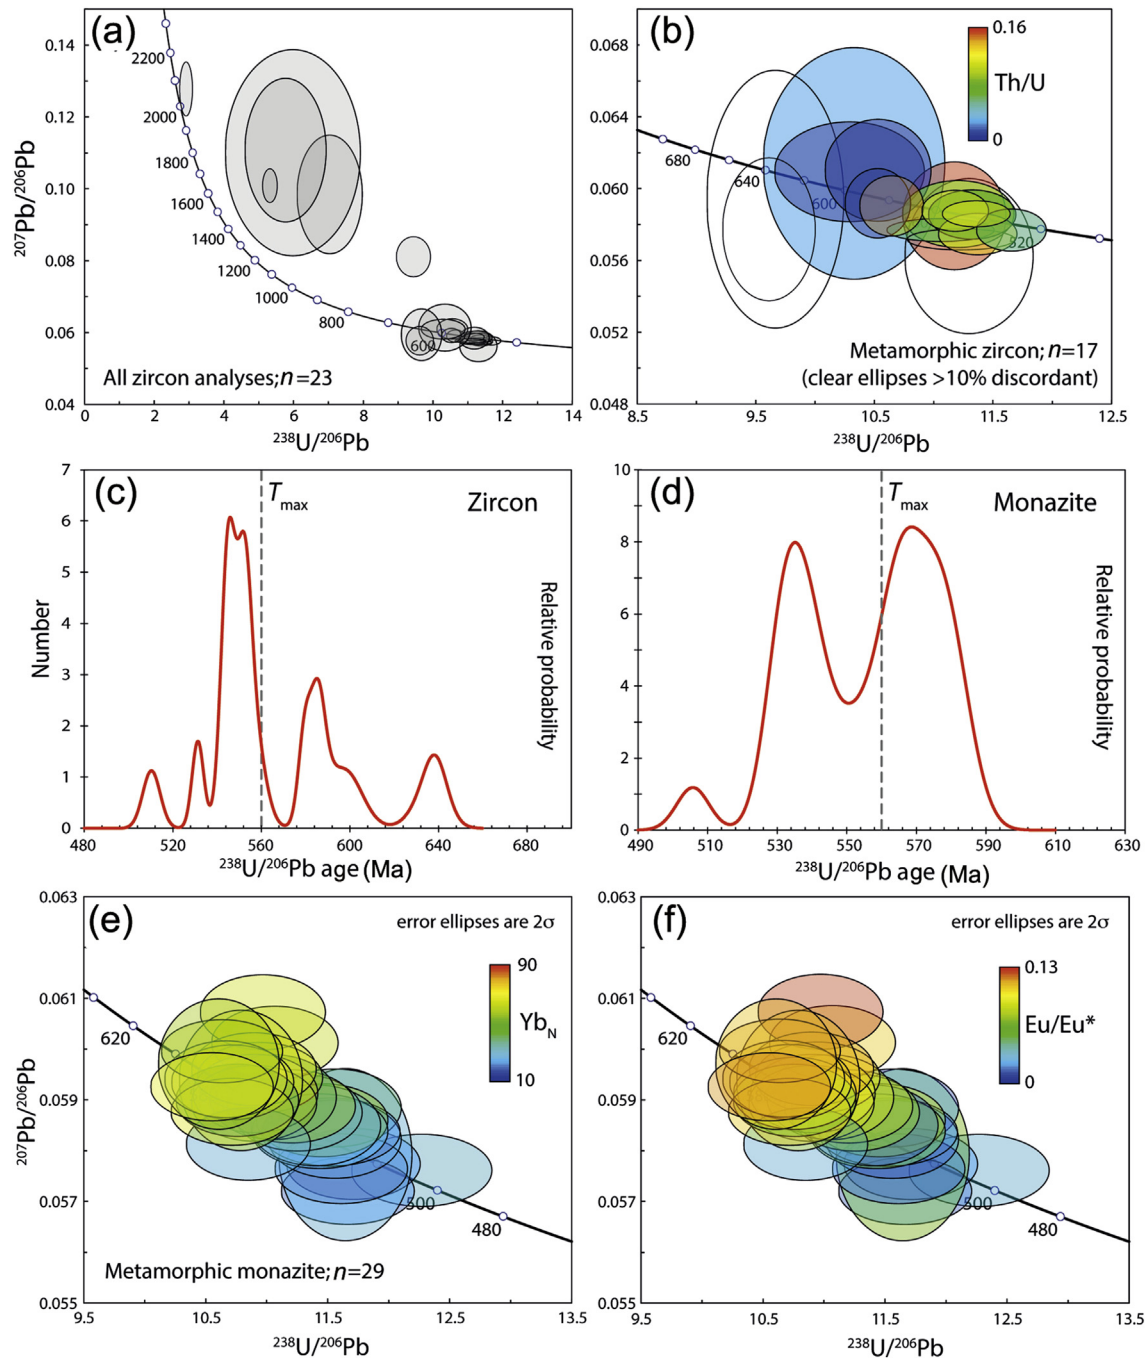 (a)
0.14
0.12
0.10
0.08
0.06
0.04
²⁰⁷Pb/²⁰⁶Pb
2200
2000
1800
1600
1400
1200
1000
800
600
All zircon analyses; n=23
0 2 4 6 8 10 12 14
²³⁸U/²⁰⁶Pb
(b)
0.16
Th/U
0
0.068
0.064
0.060
0.056
0.052
0.048
680
640
600
520
Metamorphic zircon; n=17
(clear ellipses >10% discordant)
8.5 9.5 10.5 11.5 12.5
²³⁸U/²⁰⁶Pb
(c)
Tmax
Zircon
7
6
5
4
3
2
1
0
Number
Relative probability
480 520 560 600 640 680
²³⁸U/²⁰⁶Pb age (Ma)
(d)
Tmax
Monazite
10
8
6
4
2
0
Relative probability
490 510 530 550 570 590 610 630
²³⁸U/²⁰⁶Pb age (Ma)
(e)
error ellipses are 2σ
90
YbN
10
0.063
0.061
0.059
0.057
0.055
²⁰⁷Pb/²⁰⁶Pb
620
500
480
Metamorphic monazite; n=29
9.5 10.5 11.5 12.5 13.5
²³⁸U/²⁰⁶Pb
(f)
error ellipses are 2σ
0.13
Eu/Eu*
0
0.063
0.061
0.059
0.057
0.055
620
500
480
9.5 10.5 11.5 12.5 13.5
²³⁸U/²⁰⁶Pb